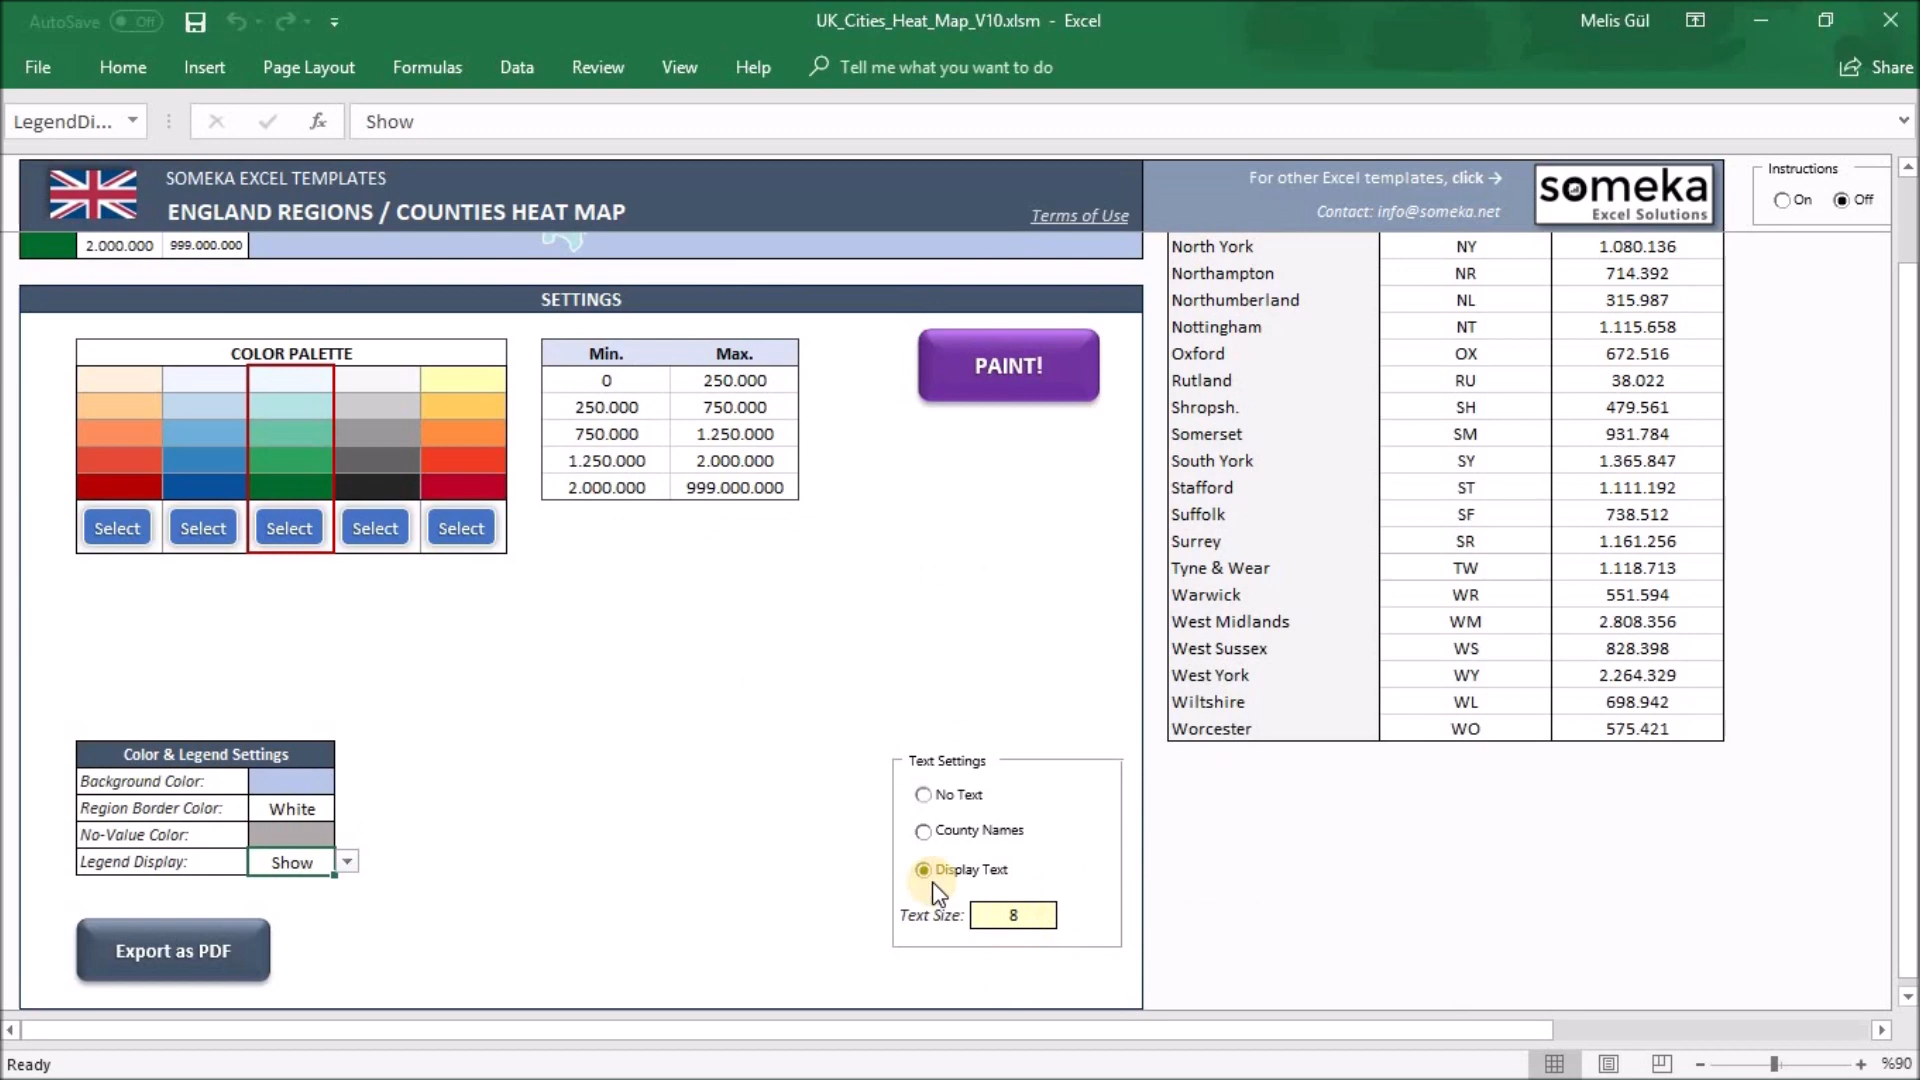 AutoSave Off
UK_Cities_Heat_Map_V10.xlsm - Excel
Melis Gül
File Home Insert Page Layout Formulas Data Review View Help Tell me what you want to do Share
LegendDi... fx Show
SOMEKA EXCEL TEMPLATES
ENGLAND REGIONS / COUNTIES HEAT MAP
Terms of Use
For other Excel templates, click →
Contact: info@someka.net
someka
Excel Solutions
Instructions
On Off
2.000.000 999.000.000
SETTINGS
COLOR PALETTE
Select Select Select Select Select
Min. Max.
0 250.000
250.000 750.000
750.000 1.250.000
1.250.000 2.000.000
2.000.000 999.000.000
PAINT!
Color & Legend Settings
Background Color:
Region Border Color: White
No-Value Color:
Legend Display: Show
Export as PDF
Text Settings
No Text
County Names
Display Text
Text Size: 8
North York NY 1.080.136
Northampton NR 714.392
Northumberland NL 315.987
Nottingham NT 1.115.658
Oxford OX 672.516
Rutland RU 38.022
Shropsh. SH 479.561
Somerset SM 931.784
South York SY 1.365.847
Stafford ST 1.111.192
Suffolk SF 738.512
Surrey SR 1.161.256
Tyne & Wear TW 1.118.713
Warwick WR 551.594
West Midlands WM 2.808.356
West Sussex WS 828.398
West York WY 2.264.329
Wiltshire WL 698.942
Worcester WO 575.421
Ready
%90